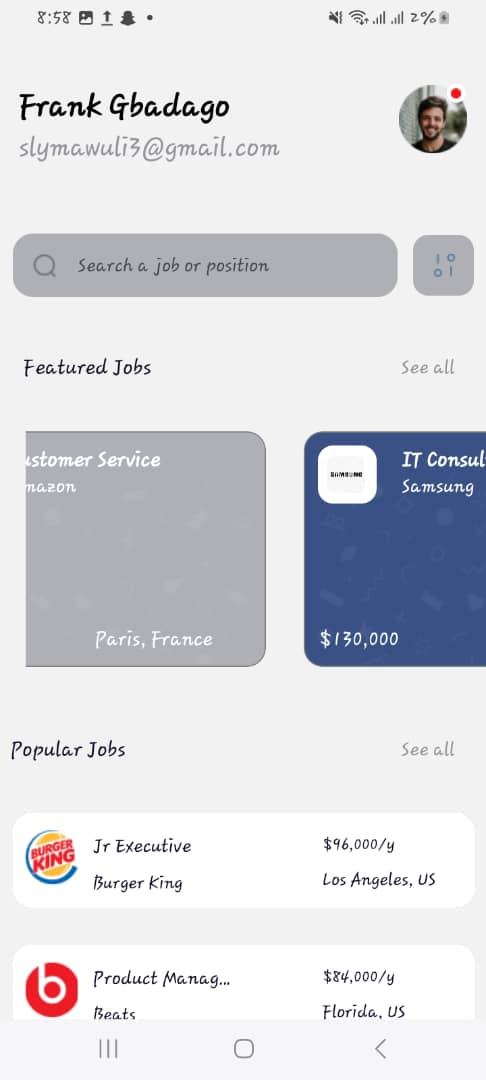 8:58 2%
Frank Gbadago
slymawuli3@gmail.com
Search a job or position
Featured Jobs See all
ustomer Service
mazon
Paris, France
SAMSUNG
IT Consul
Samsung
$130,000
Popular Jobs See all
BURGER KING
Jr Executive $96,000/y
Burger King Los Angeles, US
Product Manag... $84,000/y
Beats Florida, US